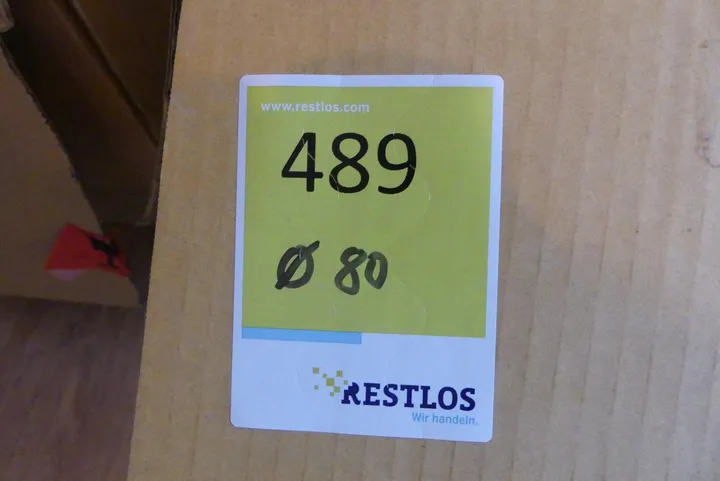 www.restlos.com
489
Ø 80
RESTLOS
Wir handeln.